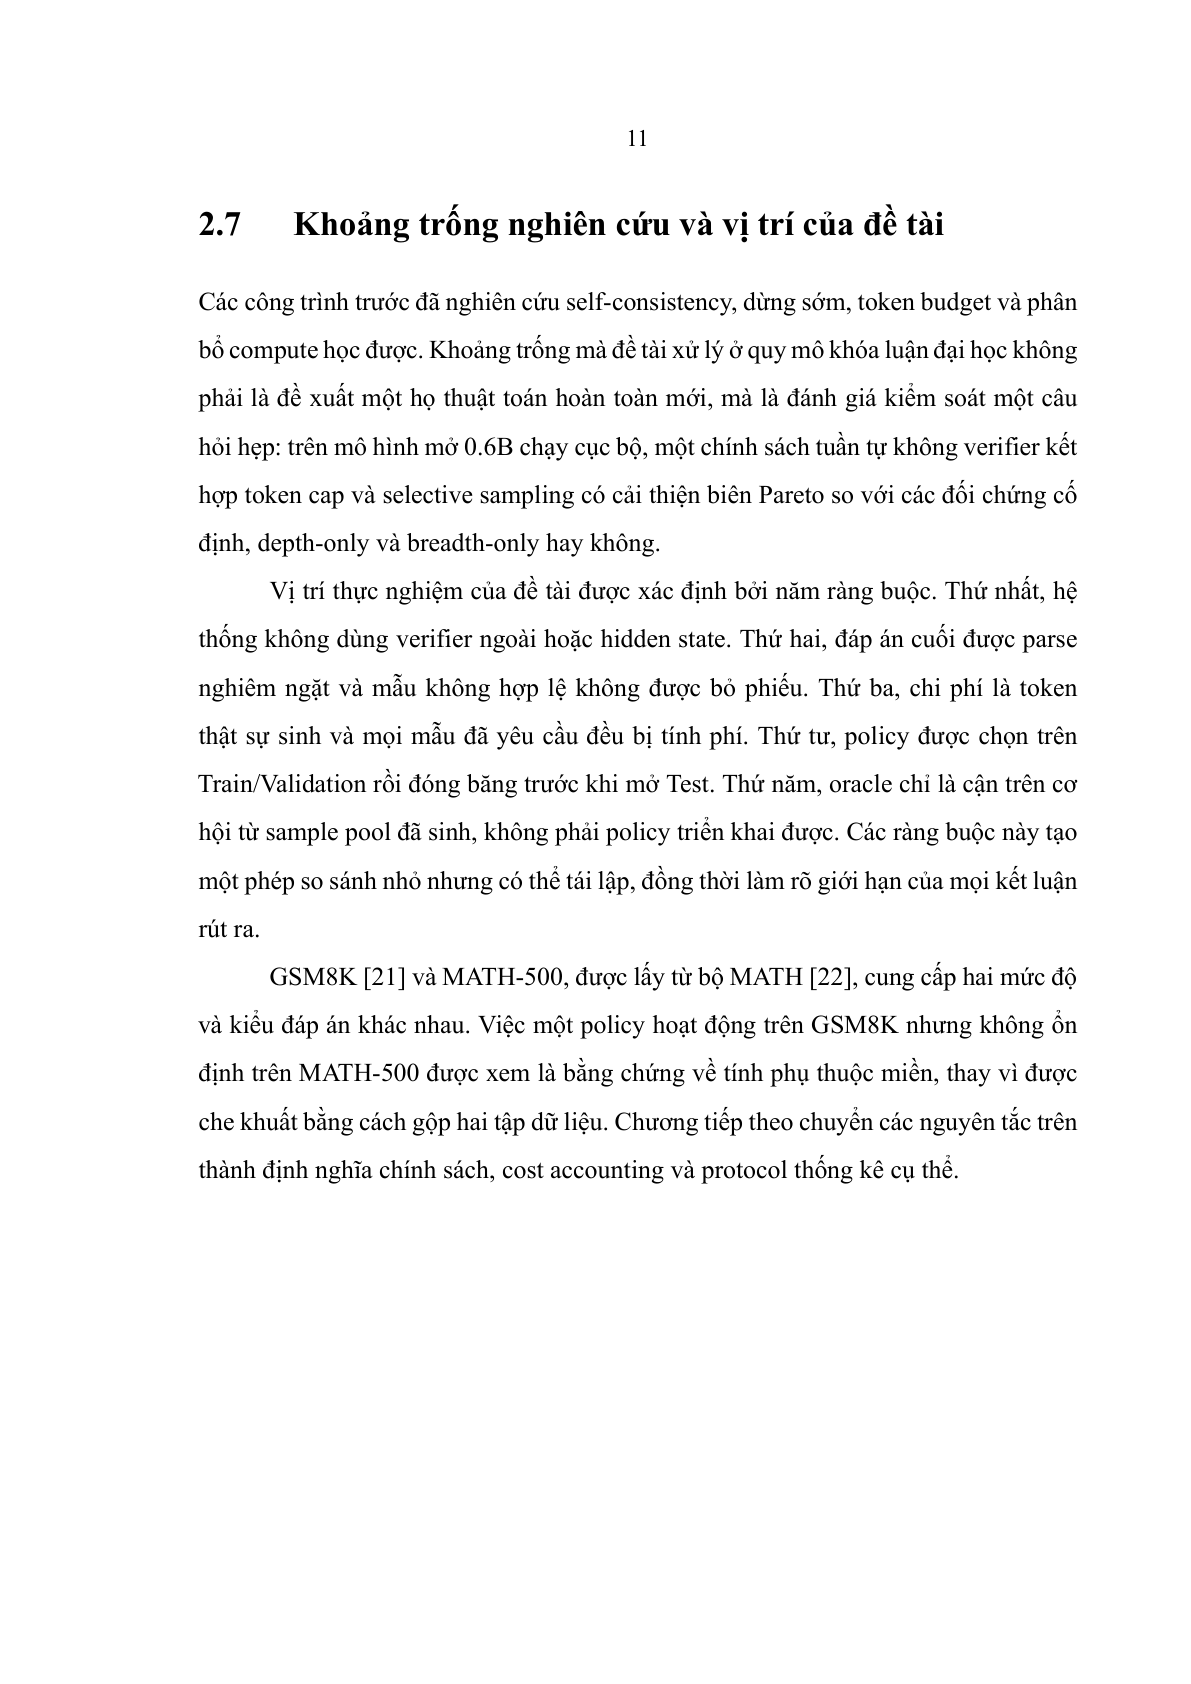 11
2.7 Khoảng trống nghiên cứu và vị trí của đề tài
Các công trình trước đã nghiên cứu self-consistency, dừng sớm, token budget và phân
bổ compute học được. Khoảng trống mà đề tài xử lý ở quy mô khóa luận đại học không
phải là đề xuất một họ thuật toán hoàn toàn mới, mà là đánh giá kiểm soát một câu
hỏi hẹp: trên mô hình mở 0.6B chạy cục bộ, một chính sách tuần tự không verifier kết
hợp token cap và selective sampling có cải thiện biên Pareto so với các đối chứng cố
định, depth-only và breadth-only hay không.
Vị trí thực nghiệm của đề tài được xác định bởi năm ràng buộc. Thứ nhất, hệ
thống không dùng verifier ngoài hoặc hidden state. Thứ hai, đáp án cuối được parse
nghiêm ngặt và mẫu không hợp lệ không được bỏ phiếu. Thứ ba, chi phí là token
thật sự sinh và mọi mẫu đã yêu cầu đều bị tính phí. Thứ tư, policy được chọn trên
Train/Validation rồi đóng băng trước khi mở Test. Thứ năm, oracle chỉ là cận trên cơ
hội từ sample pool đã sinh, không phải policy triển khai được. Các ràng buộc này tạo
một phép so sánh nhỏ nhưng có thể tái lập, đồng thời làm rõ giới hạn của mọi kết luận
rút ra.
GSM8K [21] và MATH-500, được lấy từ bộ MATH [22], cung cấp hai mức độ
và kiểu đáp án khác nhau. Việc một policy hoạt động trên GSM8K nhưng không ổn
định trên MATH-500 được xem là bằng chứng về tính phụ thuộc miền, thay vì được
che khuất bằng cách gộp hai tập dữ liệu. Chương tiếp theo chuyển các nguyên tắc trên
thành định nghĩa chính sách, cost accounting và protocol thống kê cụ thể.